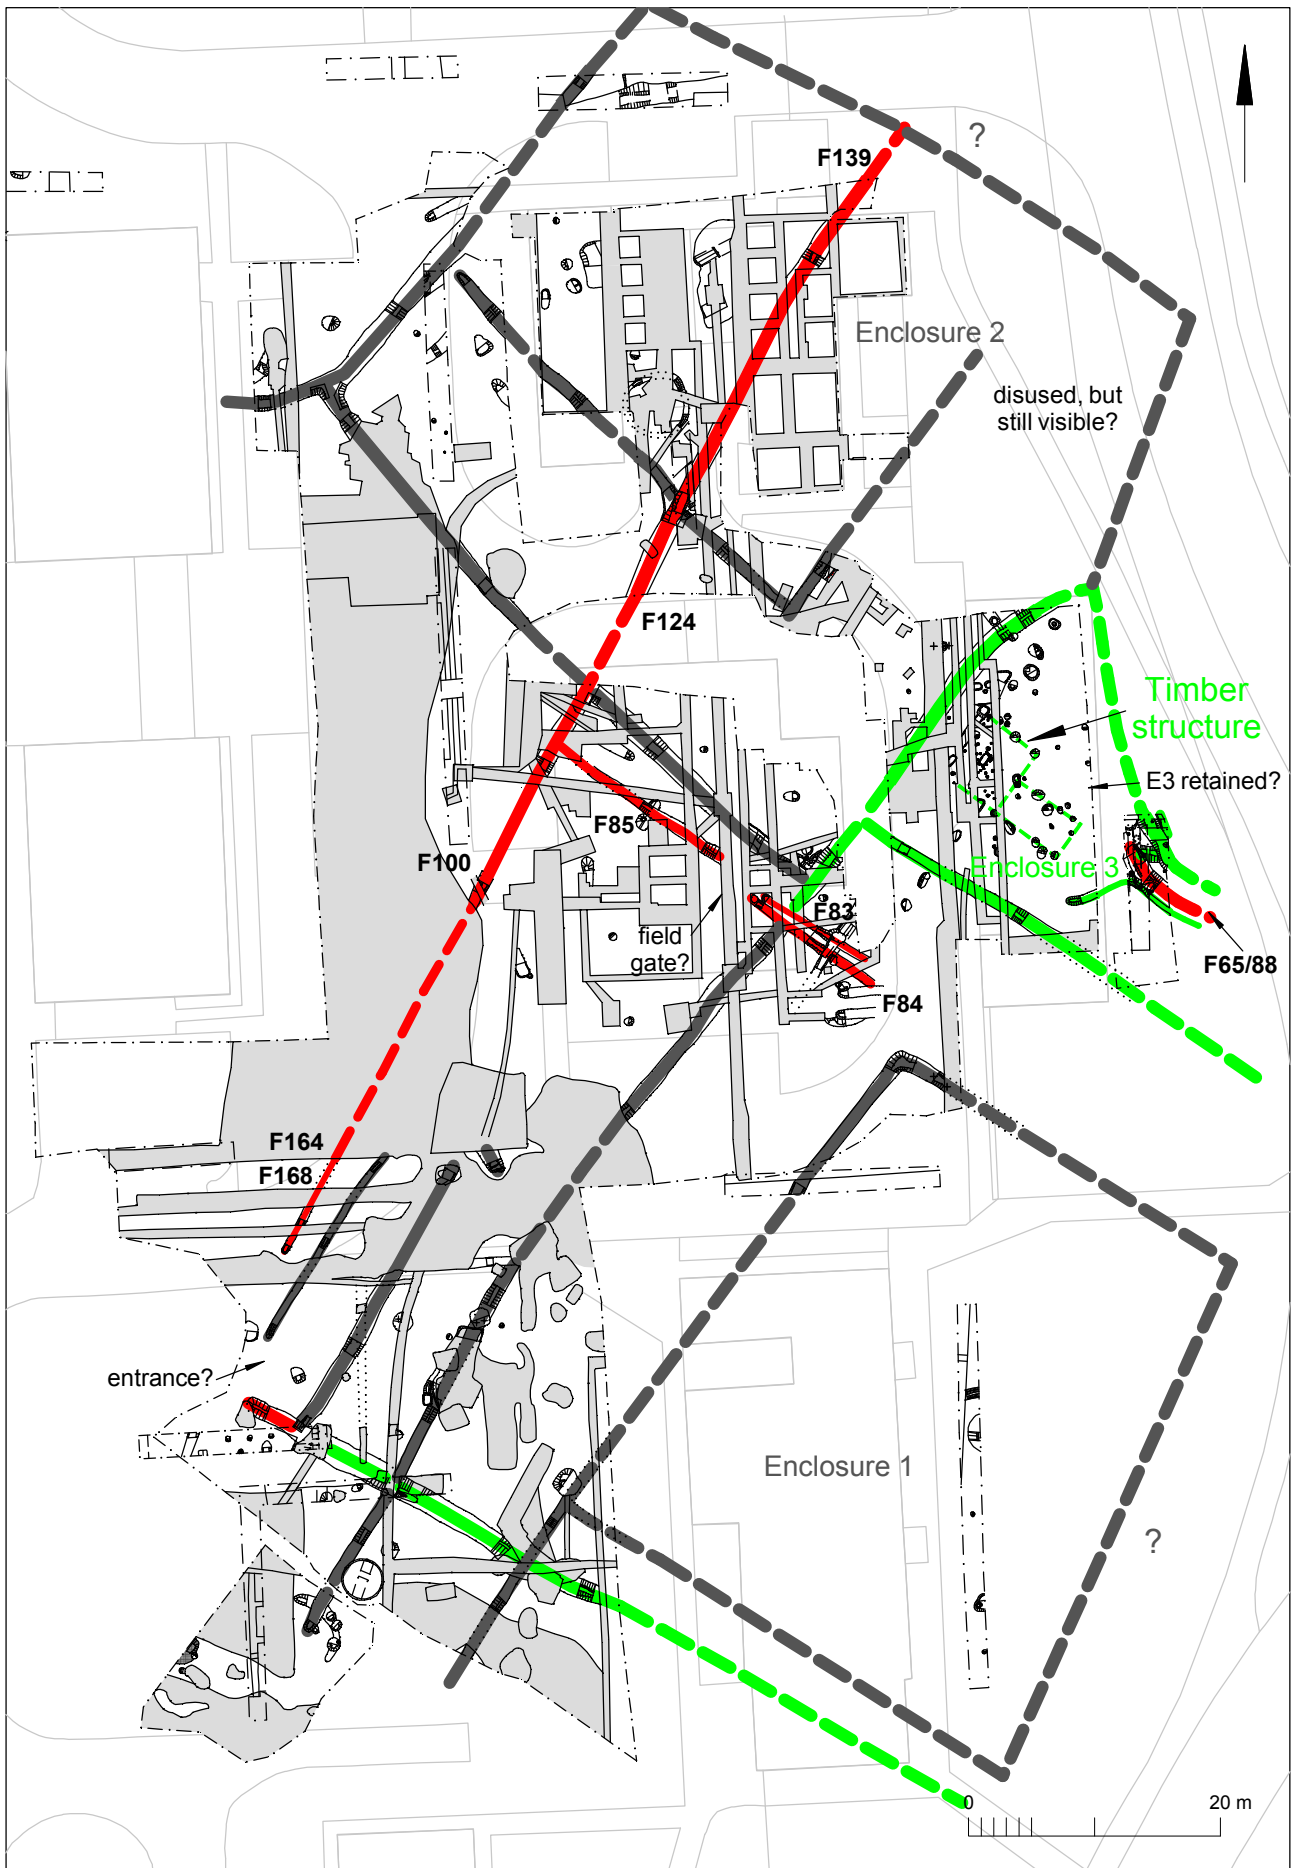 ?
F139
Enclosure 2
disused, but
still visible?
F124
Timber
structure
E3 retained?
F85
F100
Enclosure 3
F83
field
gate?
F65/88
F84
F164
F168
entrance?
Enclosure 1
?
0
20 m